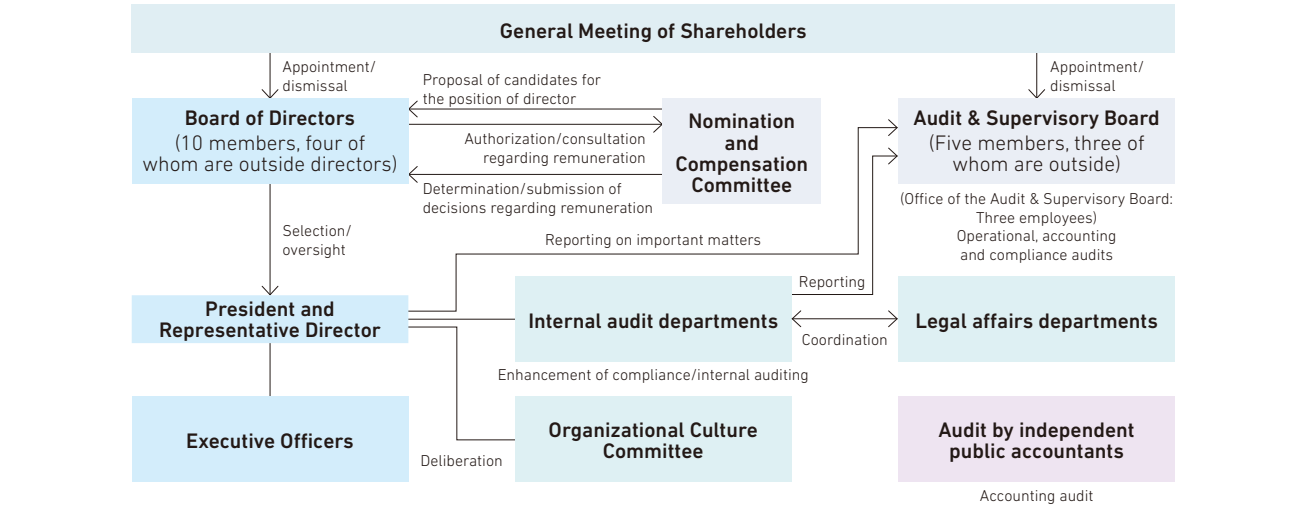 General Meeting of Shareholders
Appointment/
dismissal
Appointment/
dismissal
Proposal of candidates for
the position of director
Board of Directors
(10 members, four of
whom are outside directors)
Authorization/consultation
regarding remuneration
Determination/submission of
decisions regarding remuneration
Nomination
and
Compensation
Committee
Audit & Supervisory Board
(Five members, three of
whom are outside)
(Office of the Audit & Supervisory Board:
Three employees)
Operational, accounting
and compliance audits
Selection/
oversight
Reporting on important matters
Reporting
President and
Representative Director
Internal audit departments
Coordination
Legal affairs departments
Enhancement of compliance/internal auditing
Executive Officers
Deliberation
Organizational Culture
Committee
Audit by independent
public accountants
Accounting audit